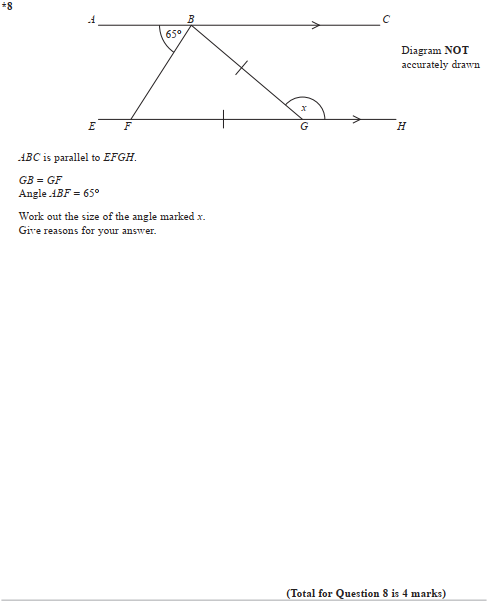 *8
A B C
65°
Diagram NOT
accurately drawn
x
E F G H
ABC is parallel to EFGH.
GB = GF
Angle ABF = 65°
Work out the size of the angle marked x.
Give reasons for your answer.
(Total for Question 8 is 4 marks)